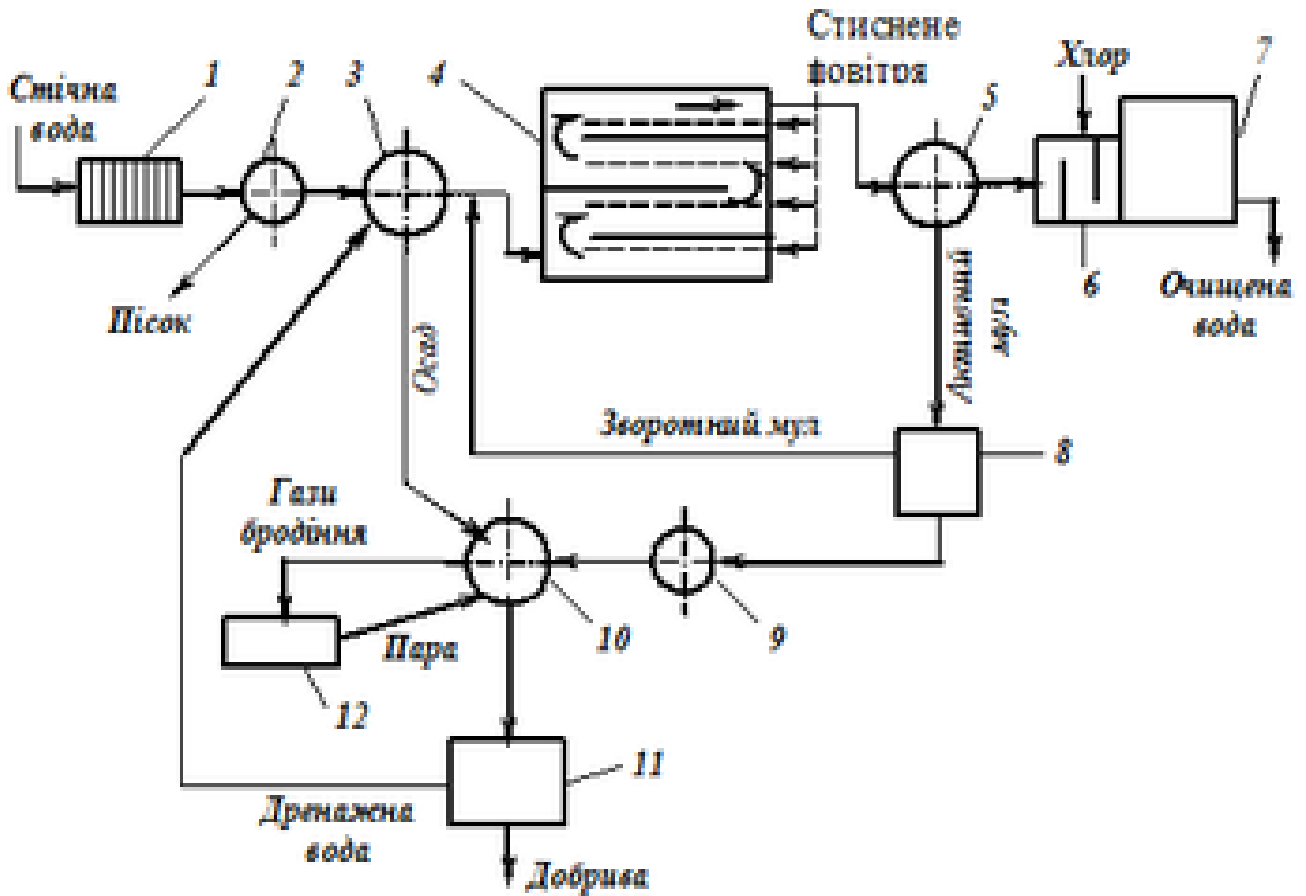 Стиснене
повітря
Стічна
вода
1
2
3
4
5
Хлор
7
6
Очищена
вода
Пісок
Осад
Активний
мул
Зворотний мул
8
Гази
бродіння
Пара
10
9
12
11
Дренажна
вода
Добрива